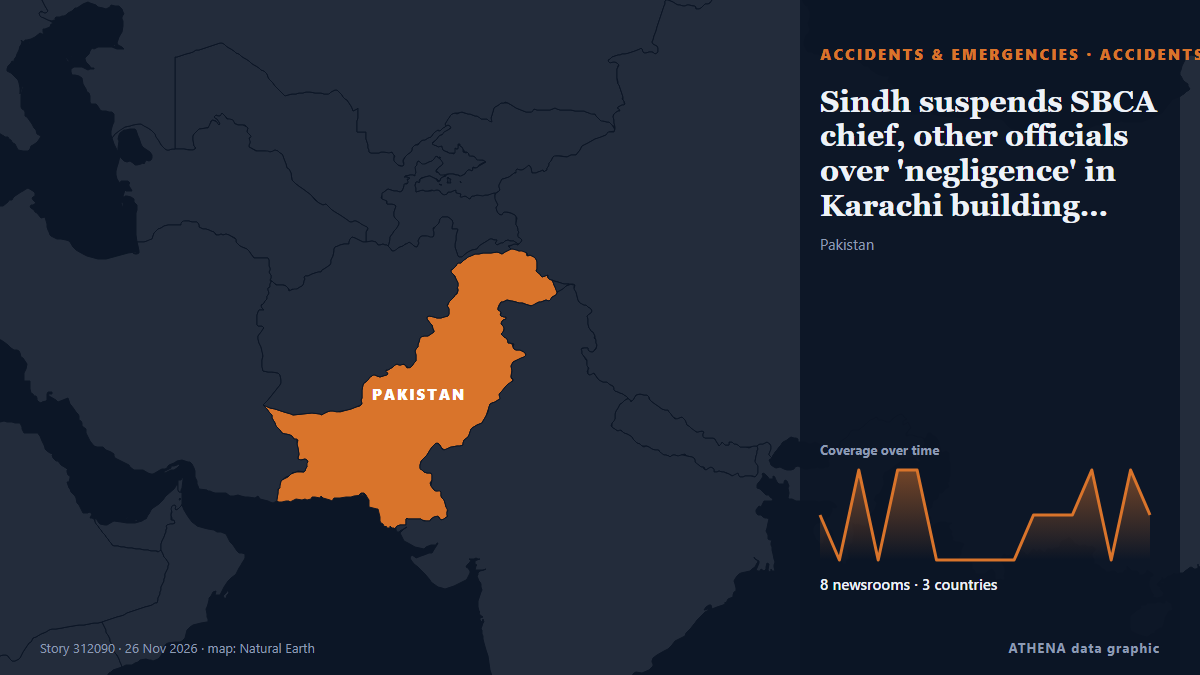 ACCIDENTS & EMERGENCIES · ACCIDENTS
Sindh suspends SBCA
chief, other officials
over 'negligence' in
Karachi building...
Pakistan
PAKISTAN
Coverage over time
8 newsrooms · 3 countries
Story 312090 · 26 Nov 2026 · map: Natural Earth
ATHENA data graphic